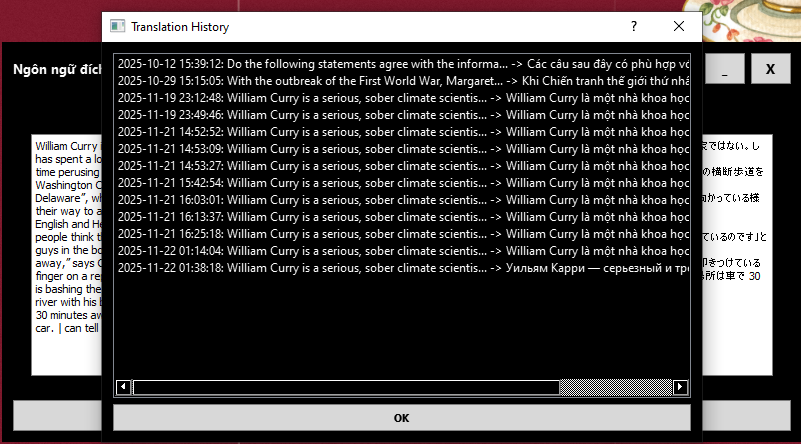 Translation History
?
Ngôn ngữ đích
_
X
2025-10-12 15:39:12: Do the following statements agree with the informa... -> Các câu sau đây có phù hợp vớ
2025-10-29 15:15:05: With the outbreak of the First World War, Margaret... -> Khi Chiến tranh thế giới thứ nhấ
2025-11-19 23:12:48: William Curry is a serious, sober climate scientis... -> William Curry là một nhà khoa học
2025-11-19 23:49:46: William Curry is a serious, sober climate scientis... -> William Curry là một nhà khoa học
2025-11-21 14:52:52: William Curry is a serious, sober climate scientis... -> William Curry là một nhà khoa học
2025-11-21 14:53:09: William Curry is a serious, sober climate scientis... -> William Curry là một nhà khoa học
2025-11-21 14:53:27: William Curry is a serious, sober climate scientis... -> William Curry là một nhà khoa học
2025-11-21 15:42:54: William Curry is a serious, sober climate scientis... -> William Curry là một nhà khoa học
2025-11-21 16:03:01: William Curry is a serious, sober climate scientis... -> William Curry là một nhà khoa học
2025-11-21 16:13:37: William Curry is a serious, sober climate scientis... -> William Curry là một nhà khoa học
2025-11-21 16:25:18: William Curry is a serious, sober climate scientis... -> William Curry là một nhà khoa học
2025-11-22 01:14:04: William Curry is a serious, sober climate scientis... -> William Curry là một nhà khoa học
2025-11-22 01:38:18: William Curry is a serious, sober climate scientis... -> Уильям Карри — серьезный и тре
OK
William Curry i
has spent a lo
time perusing
Washington C
Delaware", wh
their way to a
English and He
people think th
guys in the bo
away," says C
finger on a rep
is bashing the
river with his b
30 minutes aw
car. | can tell
ではない。し
の横断歩道を
向かっている様
ているのです」と
叩きつけている
場所は車で 30